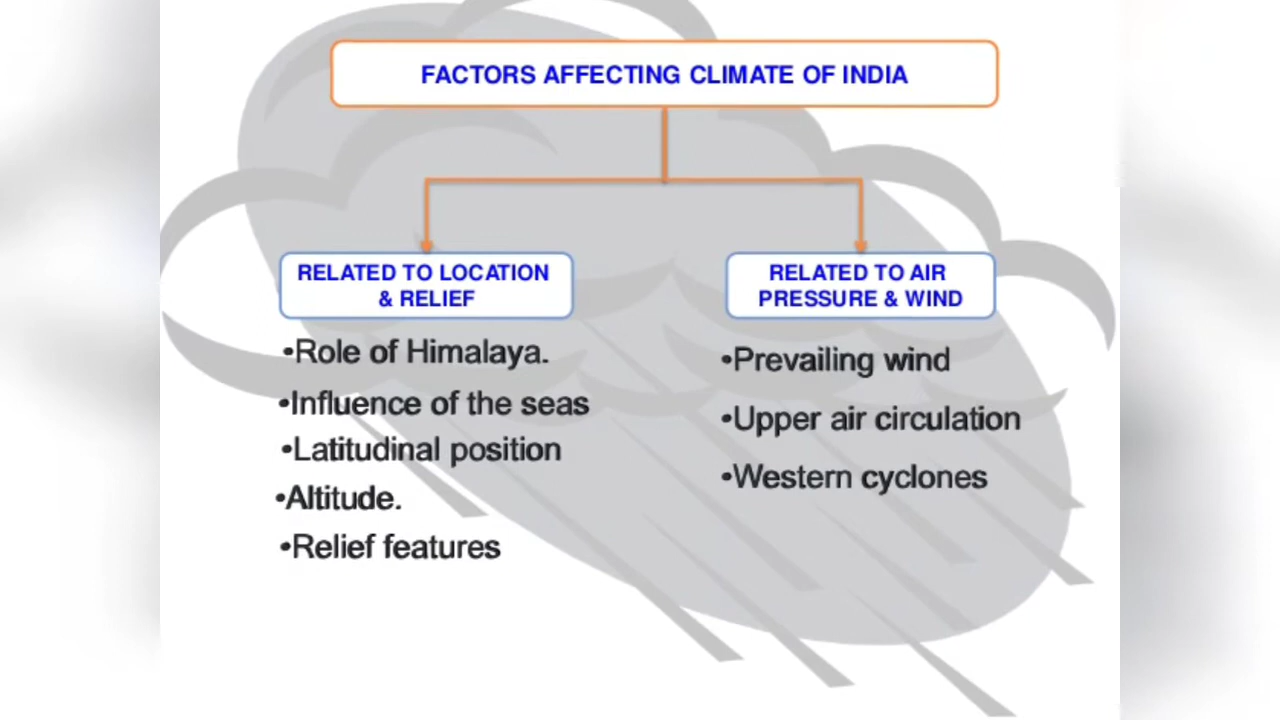 FACTORS AFFECTING CLIMATE OF INDIA
RELATED TO LOCATION
& RELIEF
•Role of Himalaya.
•Influence of the seas
•Latitudinal position
•Altitude.
•Relief features
RELATED TO AIR
PRESSURE & WIND
•Prevailing wind
•Upper air circulation
•Western cyclones